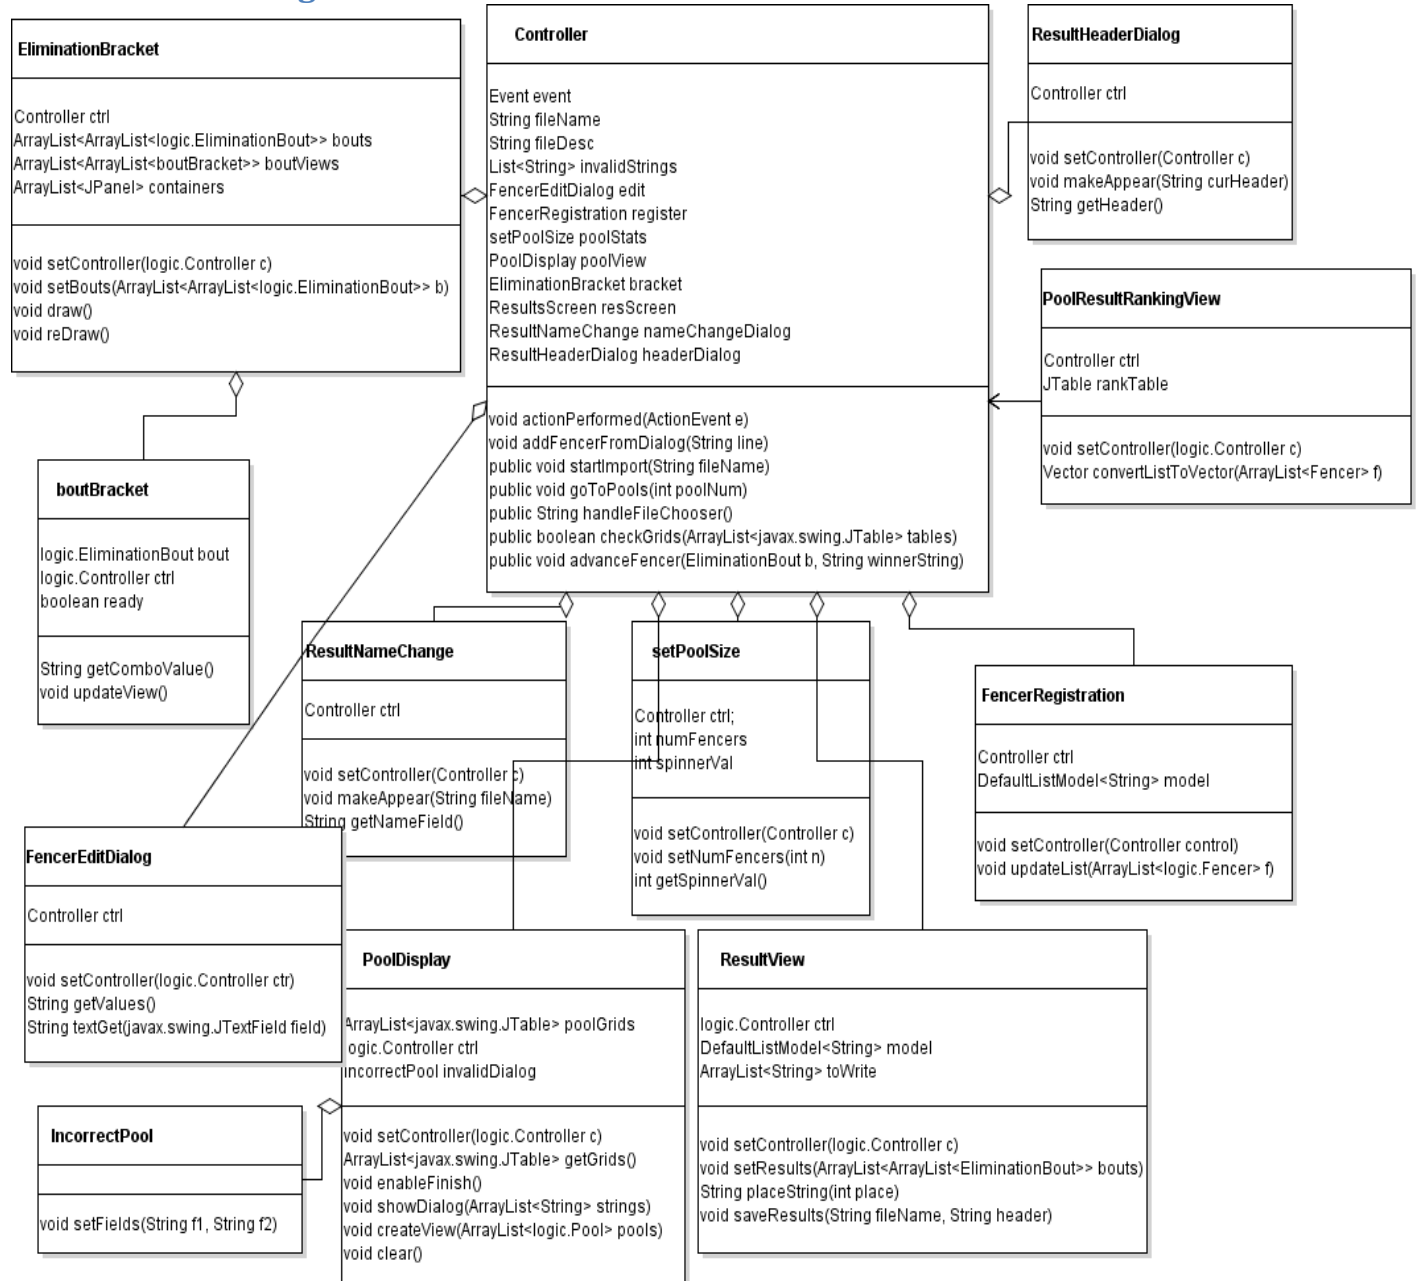 EliminationBracket
Controller ctrl
ArrayList<ArrayList<logic.EliminationBout>> bouts
ArrayList<ArrayList<boutBracket>> boutViews
ArrayList<JPanel> containers
void setController(logic.Controller c)
void setBouts(ArrayList<ArrayList<logic.EliminationBout>> b)
void draw()
void reDraw()
Controller
Event event
String fileName
String fileDesc
List<String> invalidStrings
FencerEditDialog edit
FencerRegistration register
setPoolSize poolStats
PoolDisplay poolView
EliminationBracket bracket
ResultsScreen resScreen
ResultNameChange nameChangeDialog
ResultHeaderDialog headerDialog
void actionPerformed(ActionEvent e)
void addFencerFromDialog(String line)
public void startImport(String fileName)
public void goToPools(int poolNum)
public String handleFileChooser()
public boolean checkGrids(ArrayList<javax.swing.JTable> tables)
public void advanceFencer(EliminationBout b, String winnerString)
ResultHeaderDialog
Controller ctrl
void setController(Controller c)
void makeAppear(String curHeader)
String getHeader()
PoolResultRankingView
Controller ctrl
JTable rankTable
void setController(logic.Controller c)
Vector convertListToVector(ArrayList<Fencer> f)
boutBracket
logic.EliminationBout bout
logic.Controller ctrl
boolean ready
String getComboValue()
void updateView()
ResultNameChange
Controller ctrl
void setController(Controller c)
void makeAppear(String fileName)
String getNameField()
setPoolSize
Controller ctrl;
int numFencers
int spinnerVal
void setController(Controller c)
void setNumFencers(int n)
int getSpinnerVal()
FencerRegistration
Controller ctrl
DefaultListModel<String> model
void setController(Controller control)
void updateList(ArrayList<logic.Fencer> f)
FencerEditDialog
Controller ctrl
void setController(logic.Controller ctr)
String getValues()
String textGet(javax.swing.JTextField field)
PoolDisplay
ArrayList<javax.swing.JTable> poolGrids
logic.Controller ctrl
IncorrectPool invalidDialog
void setController(logic.Controller c)
ArrayList<javax.swing.JTable> getGrids()
void enableFinish()
void showDialog(ArrayList<String> strings)
void createView(ArrayList<logic.Pool> pools)
void clear()
ResultView
logic.Controller ctrl
DefaultListModel<String> model
ArrayList<String> toWrite
void setController(logic.Controller c)
void setResults(ArrayList<ArrayList<EliminationBout>> bouts)
String placeString(int place)
void saveResults(String fileName, String header)
IncorrectPool
void setFields(String f1, String f2)